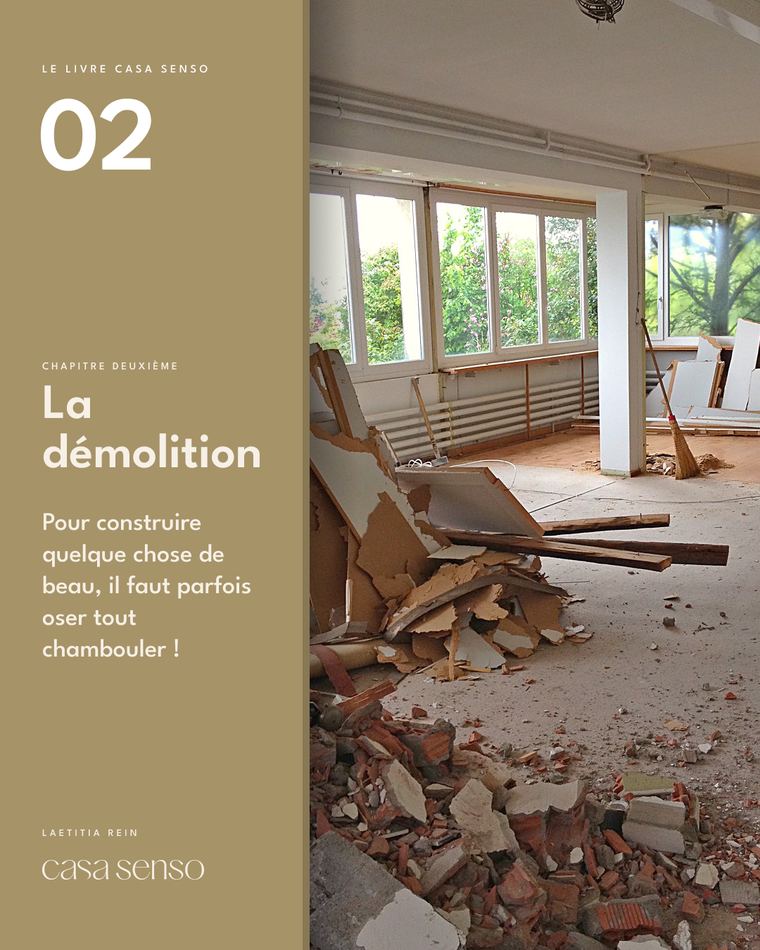 LE LIVRE CASA SENSO
02
CHAPITRE DEUXIÈME
La
démolition
Pour construire
quelque chose de
beau, il faut parfois
oser tout
chambouler !
LAETITIA REIN
casa senso